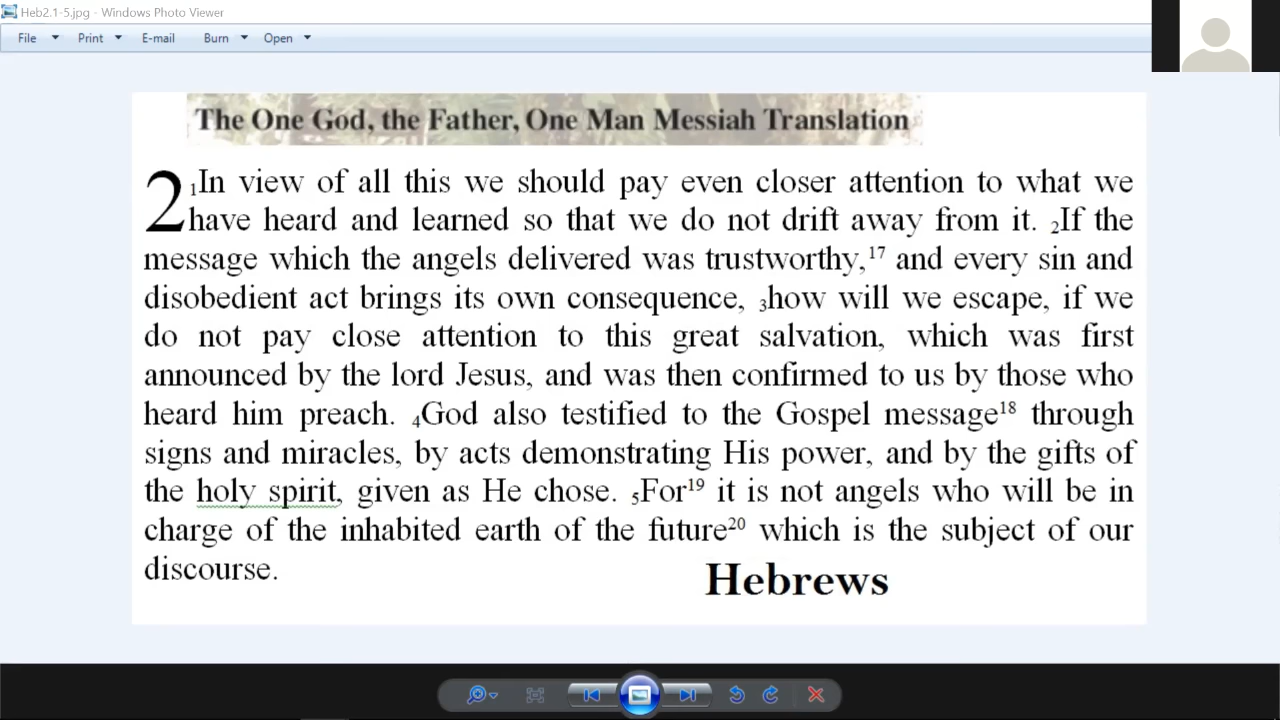 Heb2.1-5.jpg - Windows Photo Viewer
File Print E-mail Burn Open
The One God, the Father, One Man Messiah Translation
2 1In view of all this we should pay even closer attention to what we
have heard and learned so that we do not drift away from it. 2If the
message which the angels delivered was trustworthy,17 and every sin and
disobedient act brings its own consequence, 3how will we escape, if we
do not pay close attention to this great salvation, which was first
announced by the lord Jesus, and was then confirmed to us by those who
heard him preach. 4God also testified to the Gospel message18 through
signs and miracles, by acts demonstrating His power, and by the gifts of
the holy spirit, given as He chose. 5For19 it is not angels who will be in
charge of the inhabited earth of the future20 which is the subject of our
discourse.
Hebrews